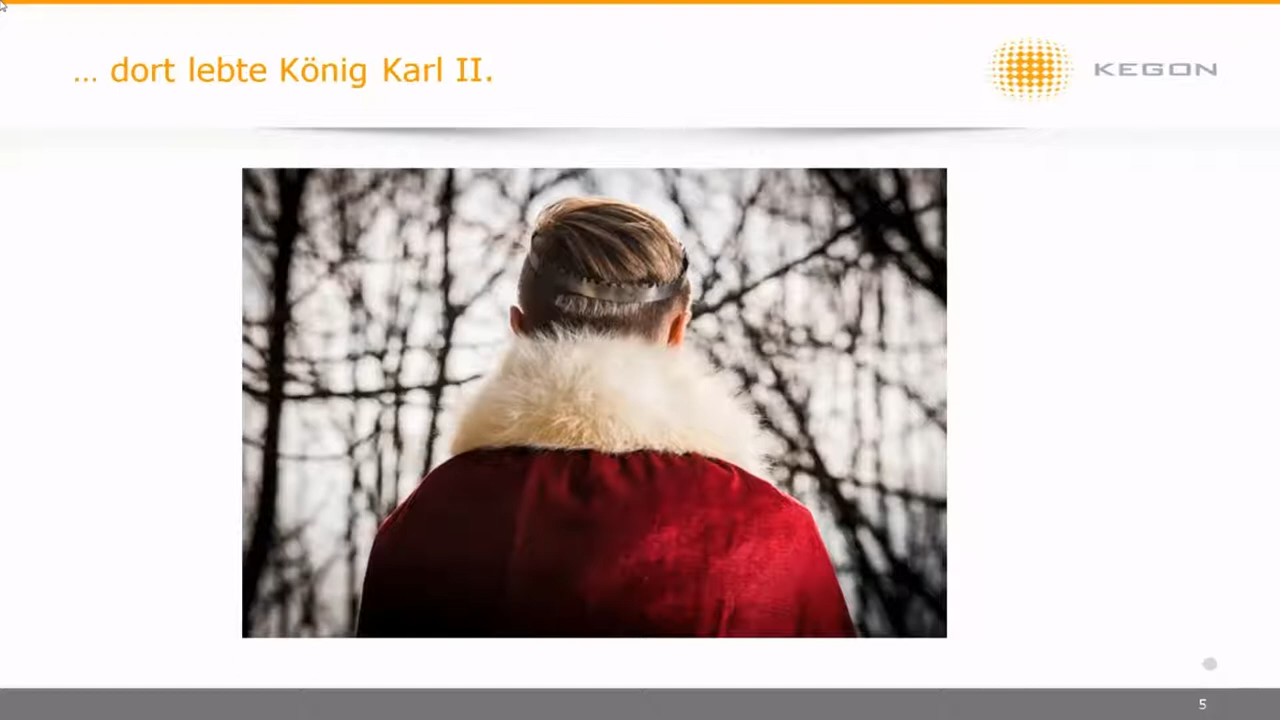 … dort lebte König Karl II.
KEGON
5